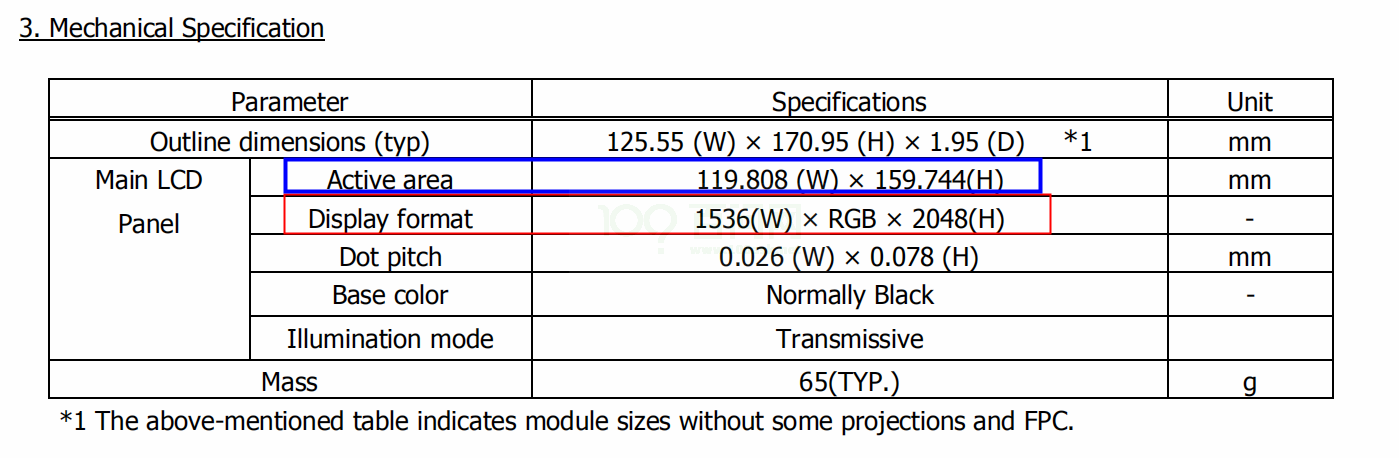 3. Mechanical Specification
Parameter Specifications Unit
Outline dimensions (typ) 125.55 (W) × 170.95 (H) × 1.95 (D) *1 mm
Main LCD Panel
Active area 119.808 (W) × 159.744(H) mm
Display format 1536(W) × RGB × 2048(H) -
Dot pitch 0.026 (W) × 0.078 (H) mm
Base color Normally Black -
Illumination mode Transmissive
Mass 65(TYP.) g
*1 The above-mentioned table indicates module sizes without some projections and FPC.